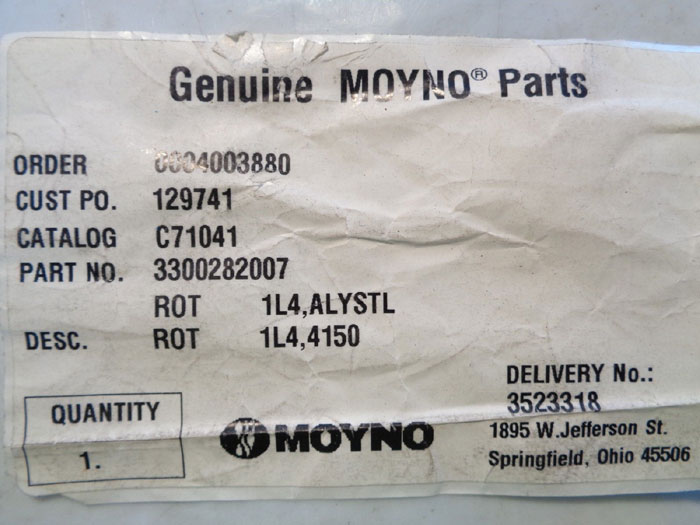 Genuine MOYNO® Parts
ORDER 0004003880
CUST PO. 129741
CATALOG C71041
PART NO. 3300282007
ROT 1L4,ALYSTL
DESC. ROT 1L4,4150
DELIVERY No.:
3523318
QUANTITY
1.
MOYNO
1895 W.Jefferson St.
Springfield, Ohio 45506